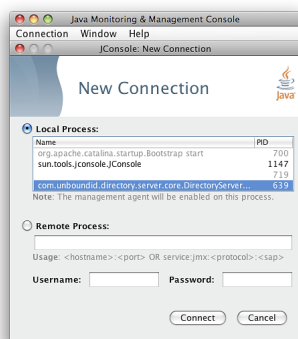 Java Monitoring & Management Console
Connection Window Help
JConsole: New Connection
New Connection
Java
Local Process:
Name PID
org.apache.catalina.startup.Bootstrap start 700
sun.tools.jconsole.JConsole 1147
719
com.unboundid.directory.server.core.DirectoryServer... 639
Note: The management agent will be enabled on this process.
Remote Process:
Usage: <hostname>:<port> OR service:jmx:<protocol>:<sap>
Username: Password:
Connect Cancel